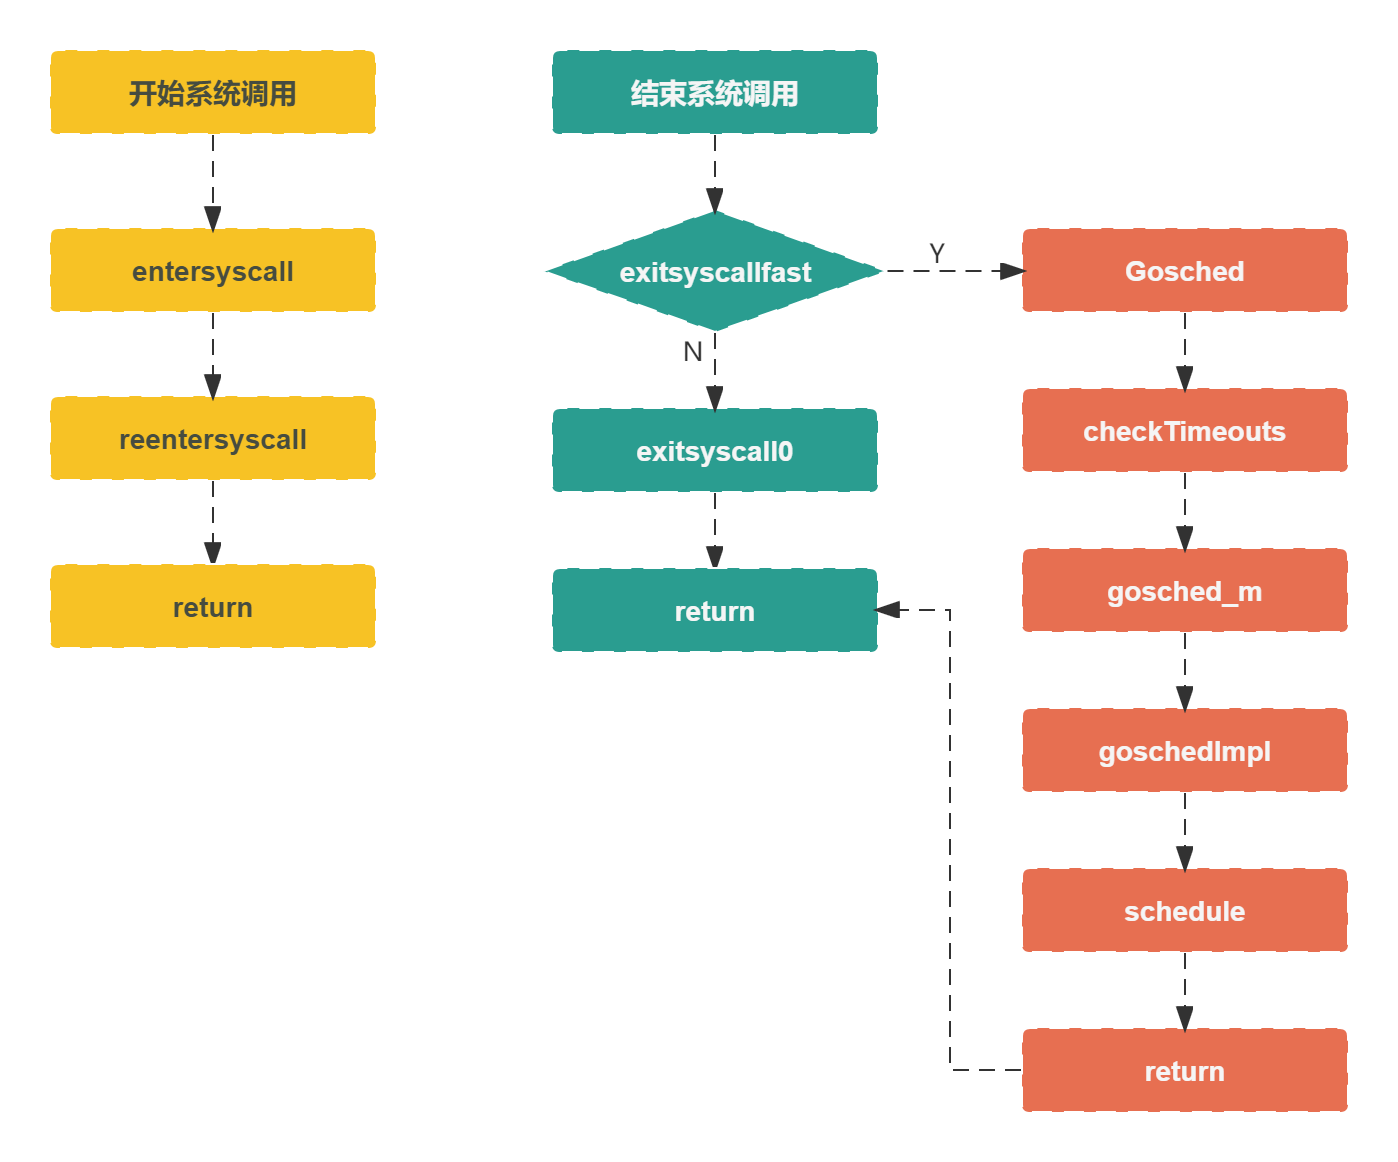 开始系统调用
entersyscall
reentersyscall
return
结束系统调用
exitsyscallfast
Y
N
exitsyscall0
return
Gosched
checkTimeouts
gosched_m
goschedImpl
schedule
return